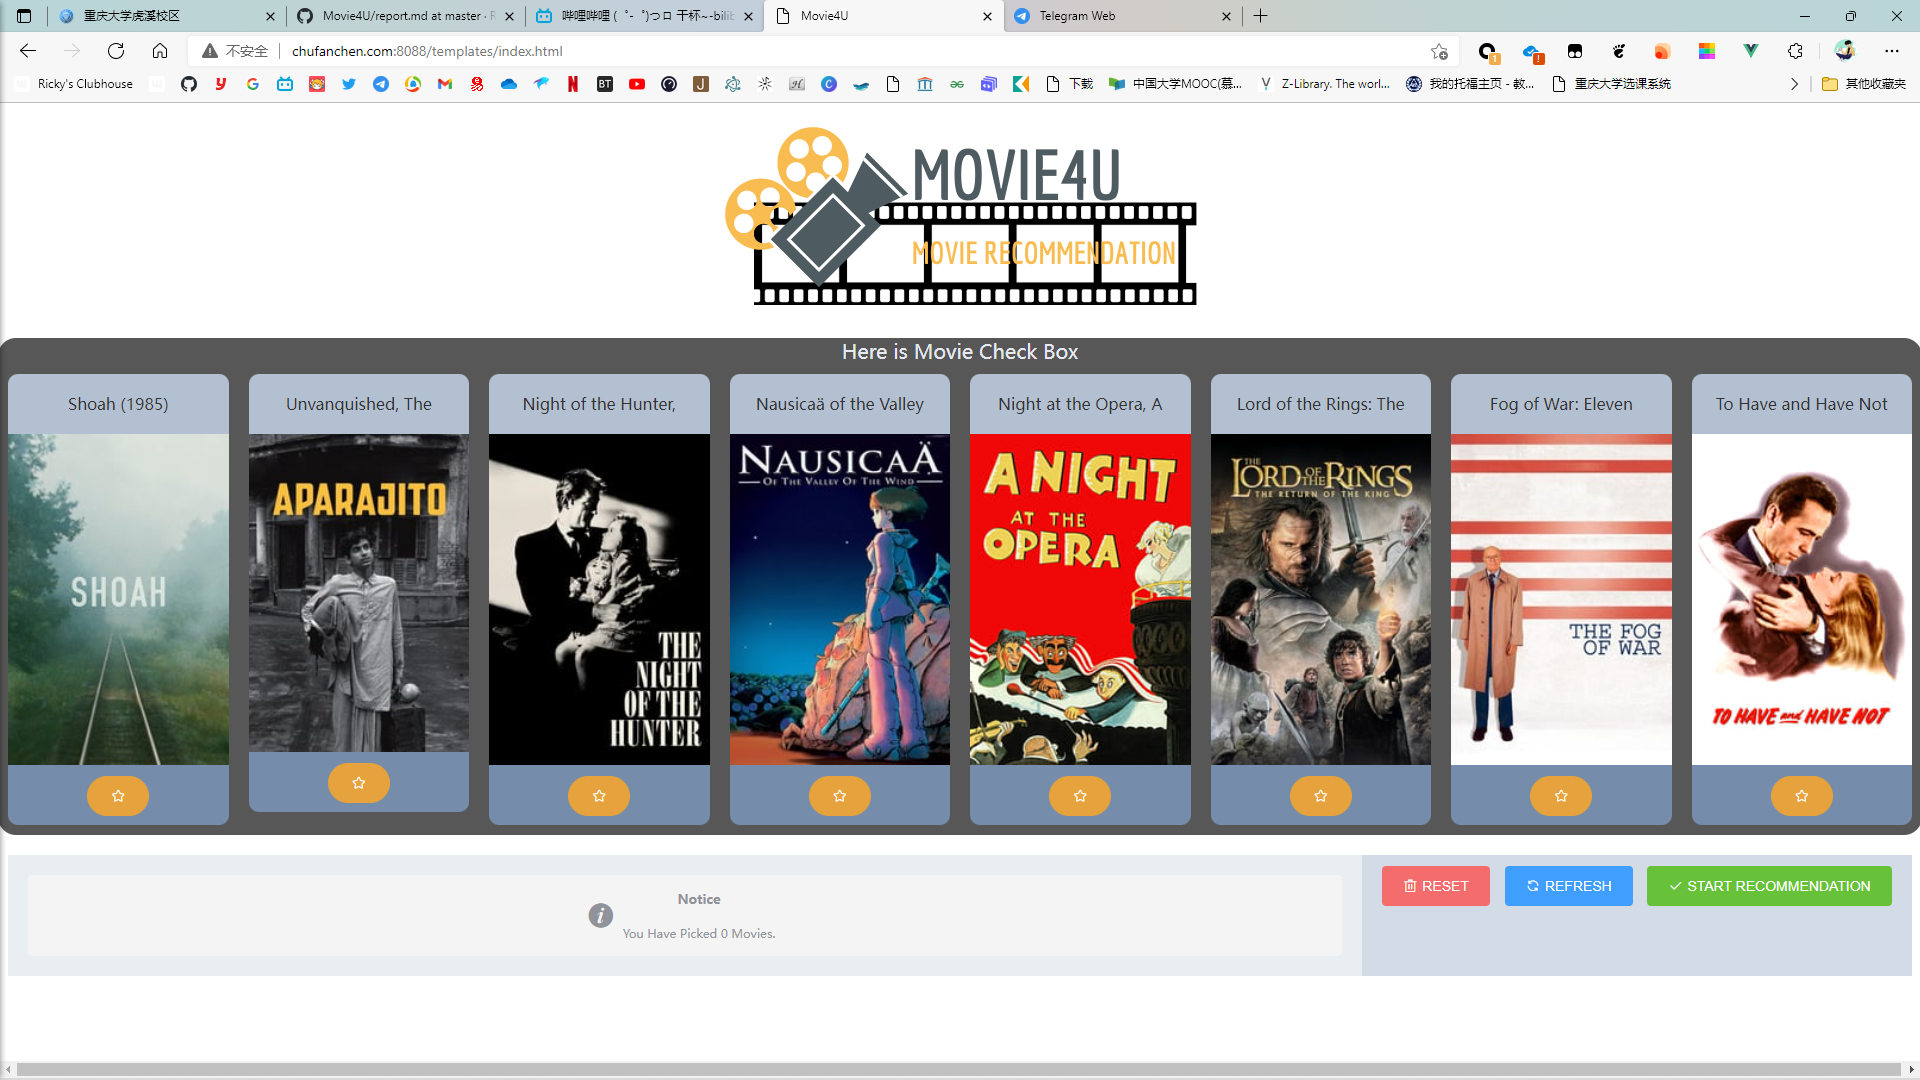 重庆大学虎溪校区
Movie4U/report.md at master · R
哔哩哔哩 (゜-゜)つロ 干杯~-bilib
Movie4U
Telegram Web
不安全
chufanchen.com:8088/templates/index.html
Ricky's Clubhouse
下载
中国大学MOOC(慕...
Z-Library. The worl...
我的托福主页 - 教...
重庆大学选课系统
其他收藏夹
MOVIE4U
MOVIE RECOMMENDATION
Here is Movie Check Box
Shoah (1985)
Unvanquished, The
Night of the Hunter,
Nausicaä of the Valley
Night at the Opera, A
Lord of the Rings: The
Fog of War: Eleven
To Have and Have Not
SHOAH
APARAJITO
THE
NIGHT
OF THE
HUNTER
NAUSICAÄ
OF THE VALLEY OF THE WIND
A NIGHT
AT THE
OPERA
THE LORD OF THE RINGS
THE RETURN OF THE KING
THE FOG
OF WAR
TO HAVE and HAVE NOT
Notice
You Have Picked 0 Movies.
RESET
REFRESH
START RECOMMENDATION